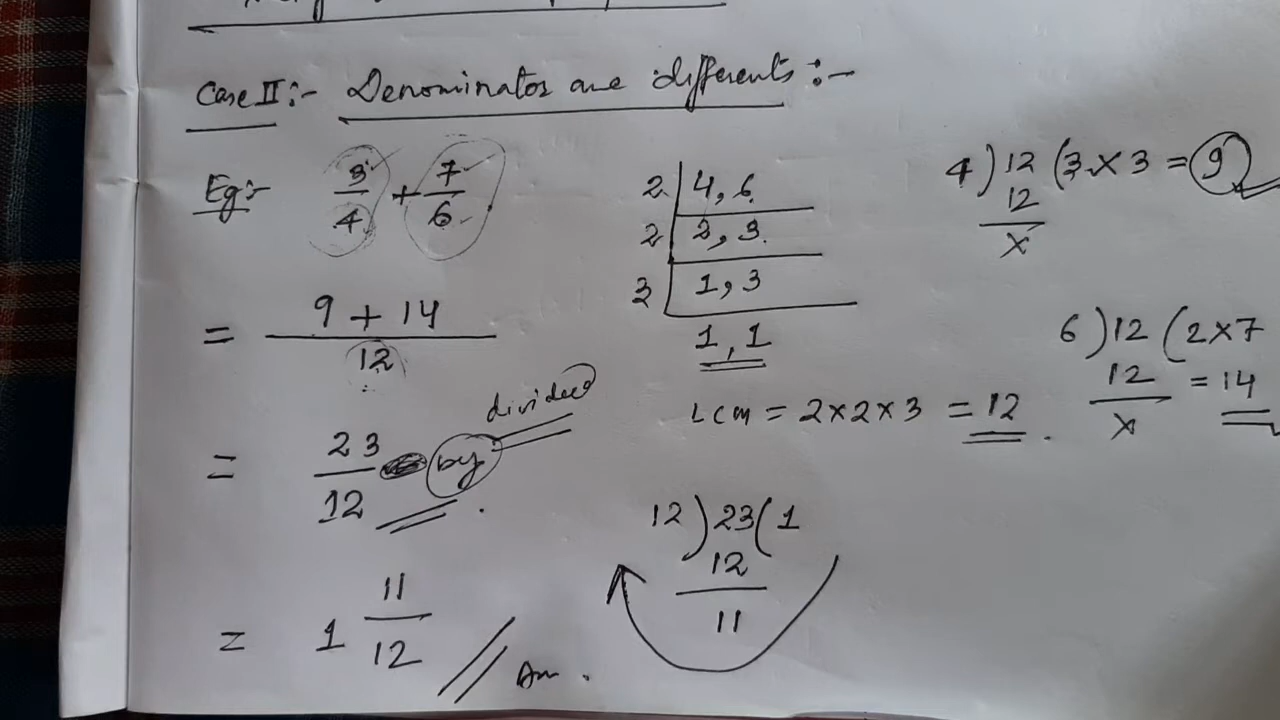 Case II :- Denominator are differents :-
Eg:- 3/4 + 7/6
= 9 + 14 / 12
= 23/12 by divided
= 1 11/12 Ans.
2 | 4, 6
2 | 2, 3
3 | 1, 3
1, 1
LCM = 2×2×3 = 12.
12)23(1
12
11
4)12(3 × 3 = 9
12
x
6)12(2×7
12 = 14
x